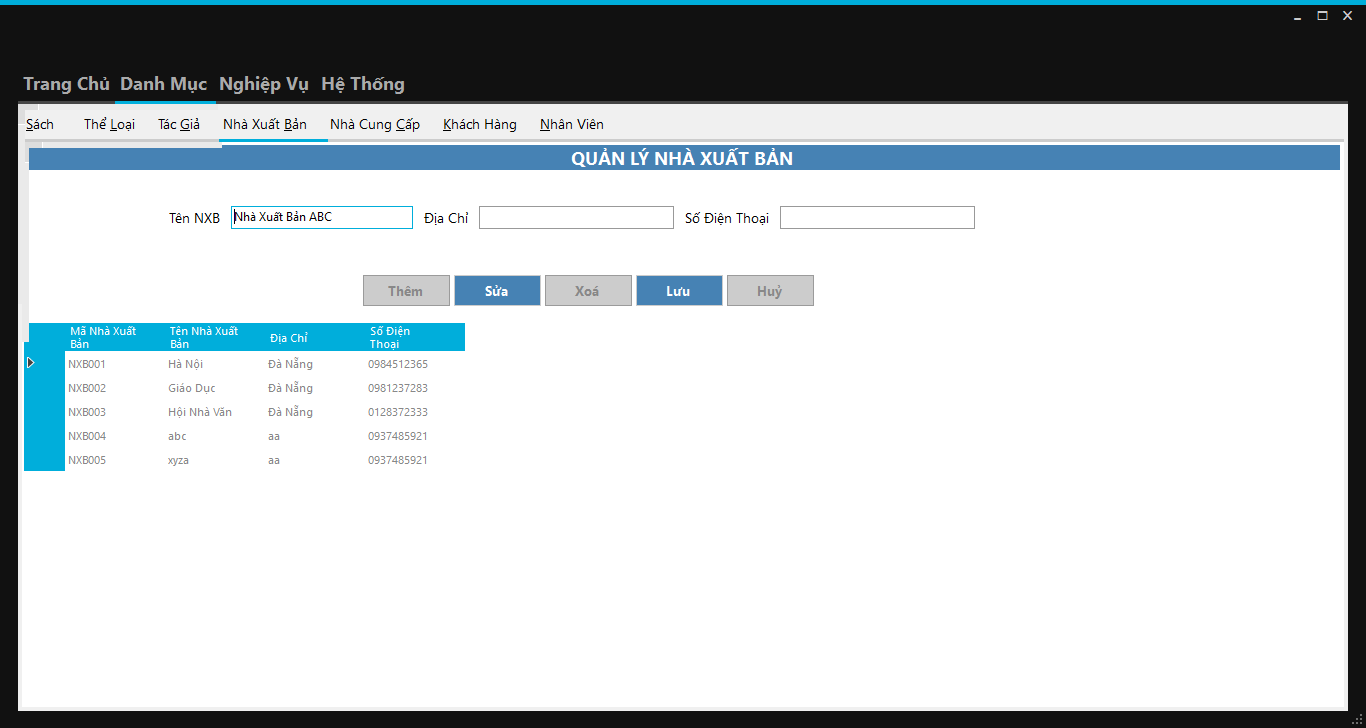 Trang Chủ Danh Mục Nghiệp Vụ Hệ Thống
Sách Thể Loại Tác Giả Nhà Xuất Bản Nhà Cung Cấp Khách Hàng Nhân Viên
QUẢN LÝ NHÀ XUẤT BẢN
Tên NXB Nhà Xuất Bản ABC Địa Chỉ Số Điện Thoại
Thêm Sửa Xoá Lưu Huỷ
Mã Nhà Xuất Bản Tên Nhà Xuất Bản Địa Chỉ Số Điện Thoại
NXB001 Hà Nội Đà Nẵng 0984512365
NXB002 Giáo Dục Đà Nẵng 0981237283
NXB003 Hội Nhà Văn Đà Nẵng 0128372333
NXB004 abc aa 0937485921
NXB005 xyza aa 0937485921